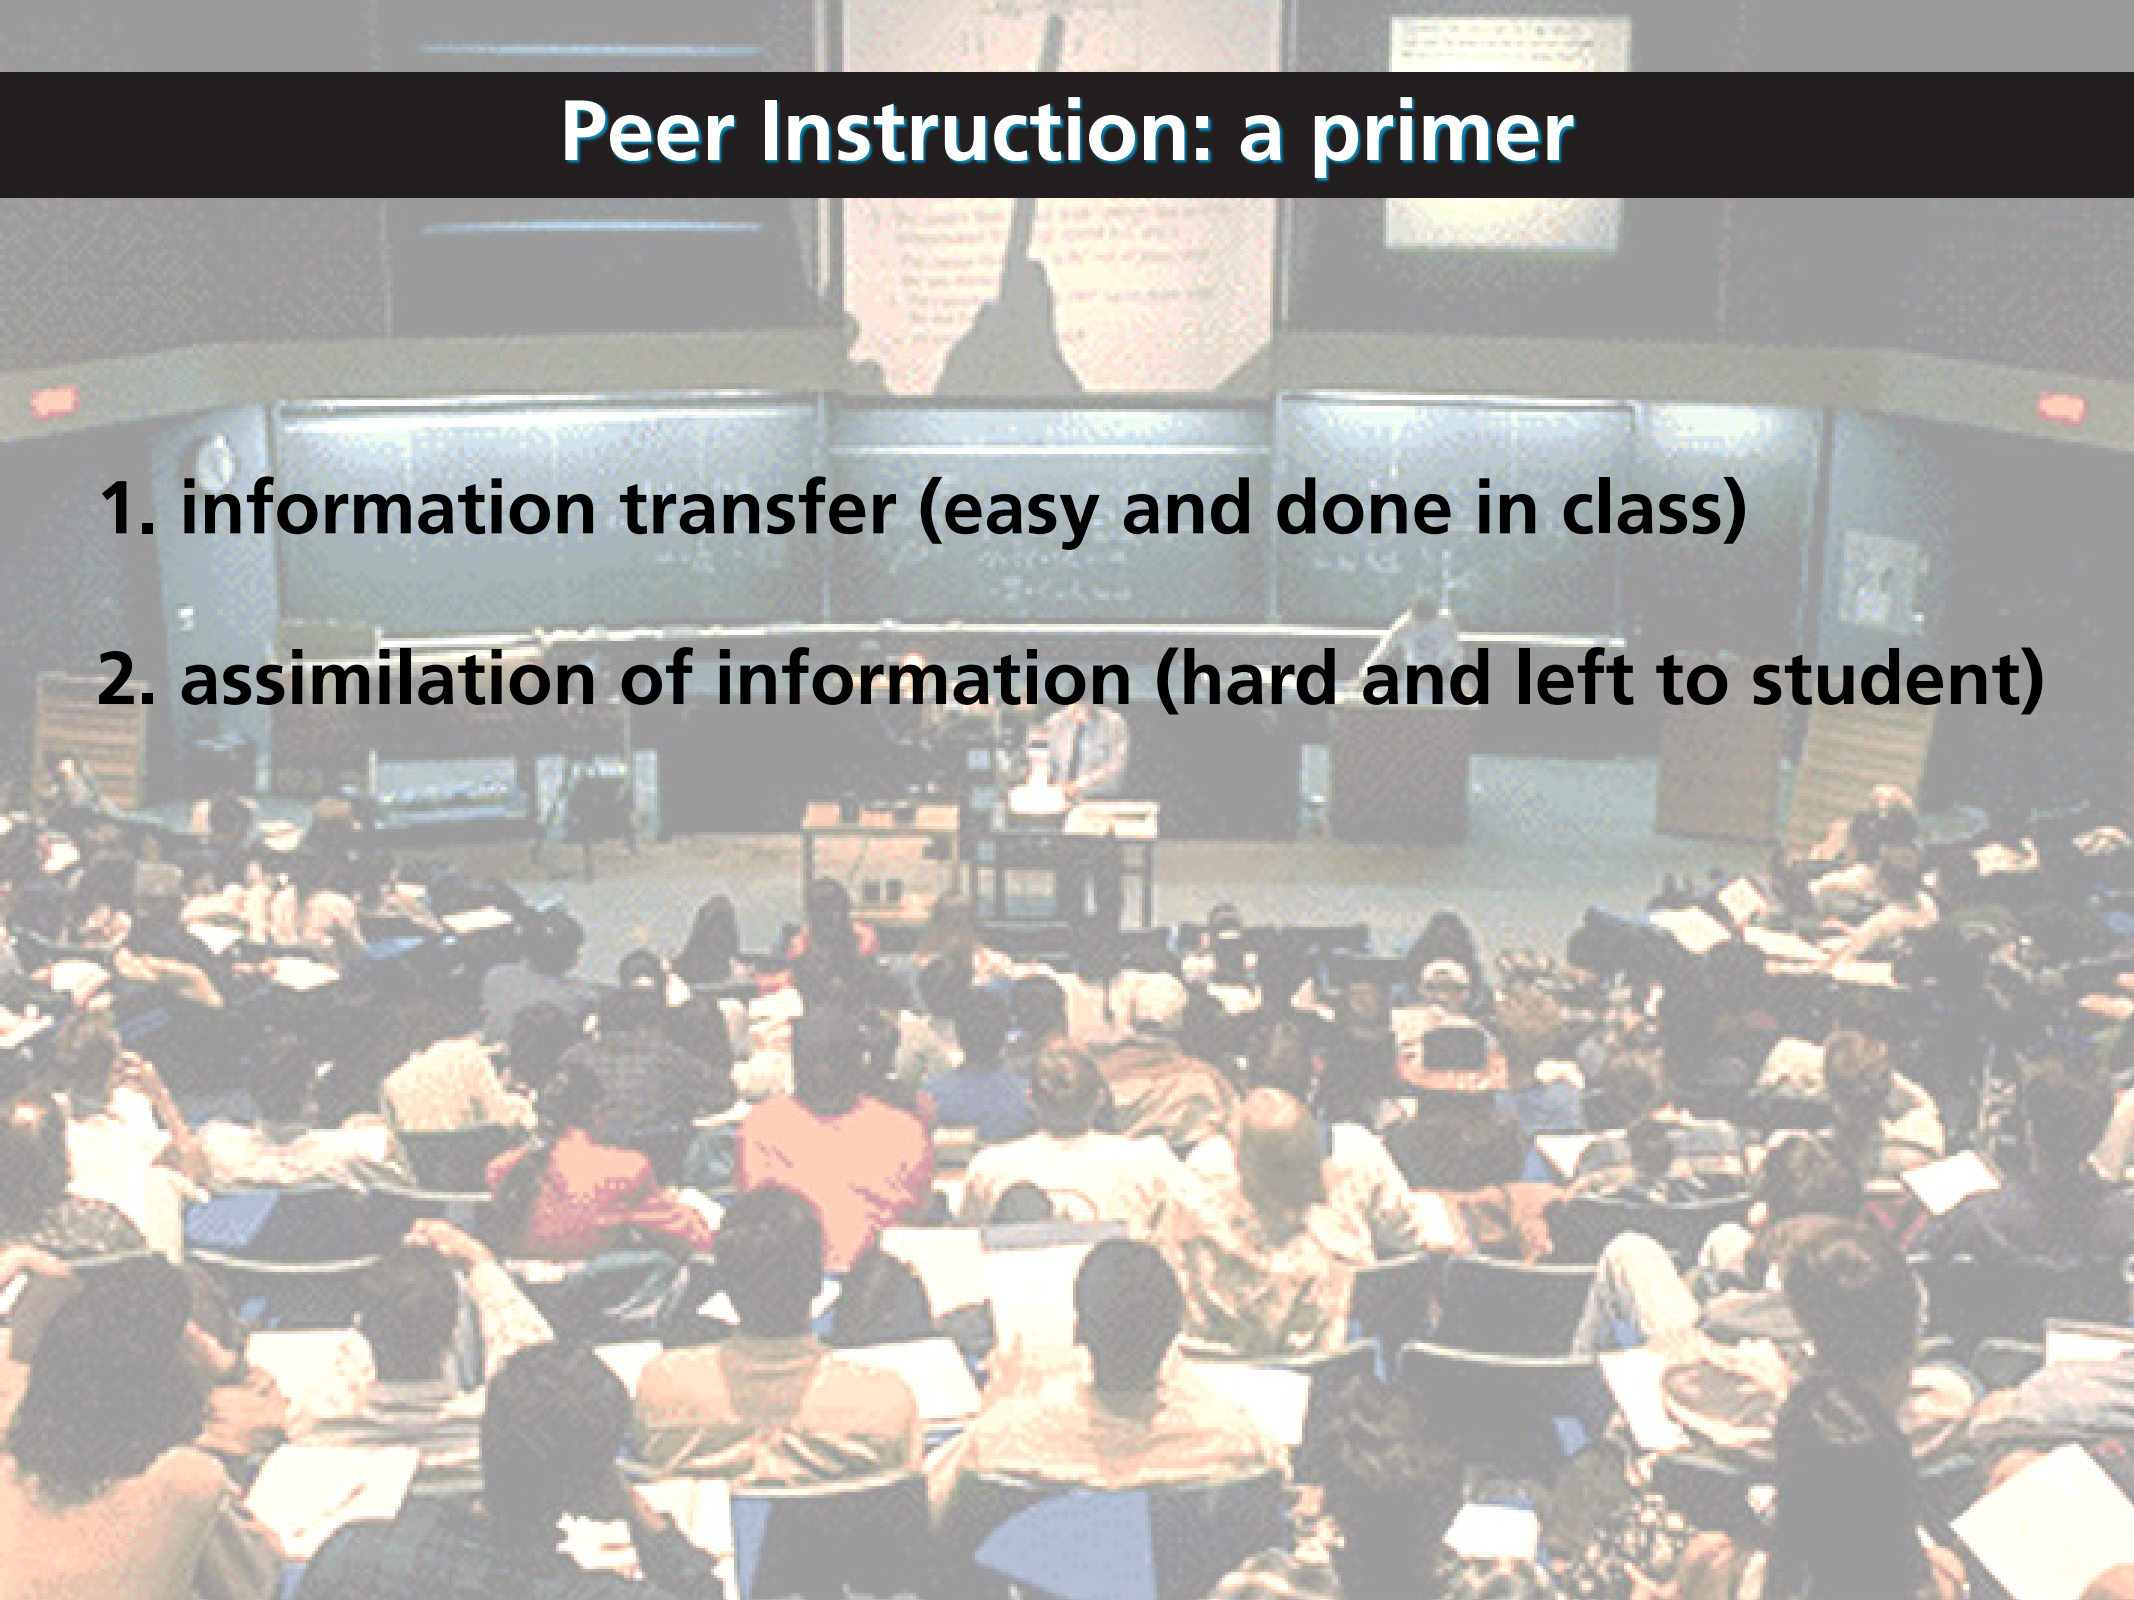 Peer Instruction: a primer
1. information transfer (easy and done in class)
2. assimilation of information (hard and left to student)